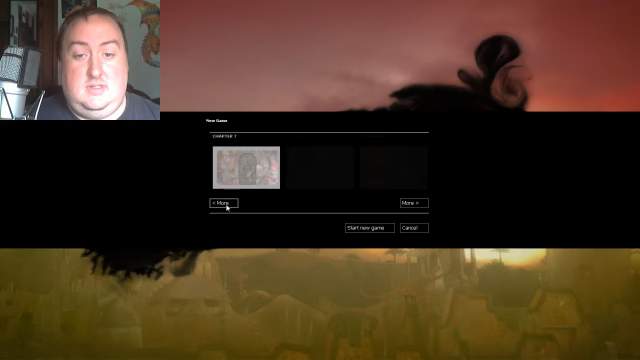 New Game
CHAPTER 7
< More
More >
Start new game
Cancel